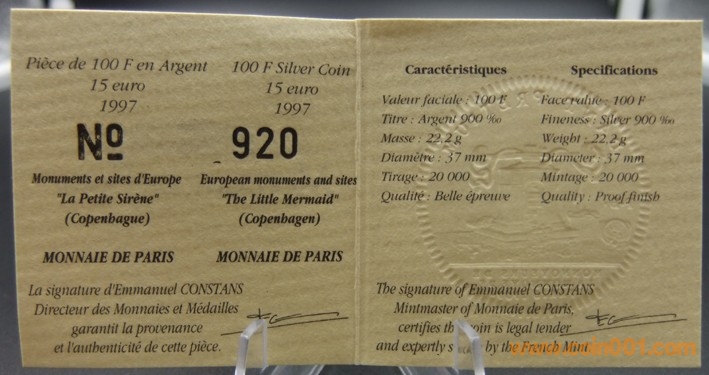 Pièce de 100 F en Argent
15 euro
1997
100 F Silver Coin
15 euro
1997
Nº 920
Monuments et sites d'Europe
"La Petite Sirène"
(Copenhague)
European monuments and sites
"The Little Mermaid"
(Copenhagen)
MONNAIE DE PARIS
MONNAIE DE PARIS
La signature d'Emmanuel CONSTANS
Directeur des Monnaies et Médailles
garantit la provenance
et l'authenticité de cette pièce.
Caractéristiques
Valeur faciale : 100 F
Titre : Argent 900 ‰
Masse : 22,2 g
Diamètre : 37 mm
Tirage : 20 000
Qualité : Belle épreuve
Specifications
Face value : 100 F
Fineness : Silver 900 ‰
Weight : 22,2 g
Diameter : 37 mm
Mintage : 20 000
Quality : Proof finish
The signature of Emmanuel CONSTANS
Mintmaster of Monnaie de Paris,
certifies this coin is legal tender
and expertly by the French Mint.